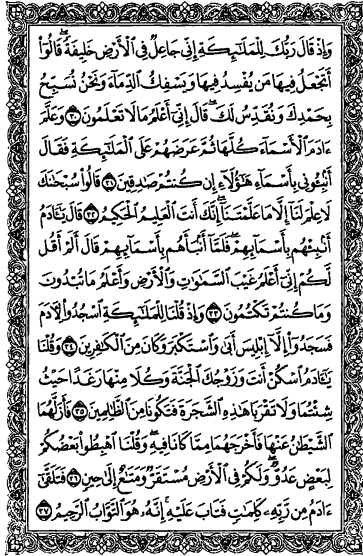 وَإِذْ قَالَ رَبُّكَ لِلْمَلَٰٓئِكَةِ إِنِّى جَاعِلٌ فِى ٱلْأَرْضِ خَلِيفَةً ۖ قَالُوٓا۟
أَتَجْعَلُ فِيهَا مَن يُفْسِدُ فِيهَا وَيَسْفِكُ ٱلدِّمَآءَ وَنَحْنُ نُسَبِّحُ
بِحَمْدِكَ وَنُقَدِّسُ لَكَ ۖ قَالَ إِنِّىٓ أَعْلَمُ مَا لَا تَعْلَمُونَ ٣٠ وَعَلَّمَ
ءَادَمَ ٱلْأَسْمَآءَ كُلَّهَا ثُمَّ عَرَضَهُمْ عَلَى ٱلْمَلَٰٓئِكَةِ فَقَالَ
أَنۢبِـُٔونِى بِأَسْمَآءِ هَٰٓؤُلَآءِ إِن كُنتُمْ صَٰدِقِينَ ٣١ قَالُوا۟ سُبْحَٰنَكَ
لَا عِلْمَ لَنَآ إِلَّا مَا عَلَّمْتَنَآ ۖ إِنَّكَ أَنتَ ٱلْعَلِيمُ ٱلْحَكِيمُ ٣٢ قَالَ يَٰٓـَٔادَمُ
أَنۢبِئْهُم بِأَسْمَآئِهِمْ ۖ فَلَمَّآ أَنۢبَأَهُم بِأَسْمَآئِهِمْ قَالَ أَلَمْ أَقُل
لَّكُمْ إِنِّىٓ أَعْلَمُ غَيْبَ ٱلسَّمَٰوَٰتِ وَٱلْأَرْضِ وَأَعْلَمُ مَا تُبْدُونَ
وَمَا كُنتُمْ تَكْتُمُونَ ٣٣ وَإِذْ قُلْنَا لِلْمَلَٰٓئِكَةِ ٱسْجُدُوا۟ لِءَادَمَ
فَسَجَدُوٓا۟ إِلَّآ إِبْلِيسَ أَبَىٰ وَٱسْتَكْبَرَ وَكَانَ مِنَ ٱلْكَٰفِرِينَ ٣٤ وَقُلْنَا
يَٰٓـَٔادَمُ ٱسْكُنْ أَنتَ وَزَوْجُكَ ٱلْجَنَّةَ وَكُلَا مِنْهَا رَغَدًا حَيْثُ
شِئْتُمَا وَلَا تَقْرَبَا هَٰذِهِ ٱلشَّجَرَةَ فَتَكُونَا مِنَ ٱلظَّٰلِمِينَ ٣٥ فَأَزَلَّهُمَا
ٱلشَّيْطَٰنُ عَنْهَا فَأَخْرَجَهُمَا مِمَّا كَانَا فِيهِ ۖ وَقُلْنَا ٱهْبِطُوا۟ بَعْضُكُمْ
لِبَعْضٍ عَدُوٌّ ۖ وَلَكُمْ فِى ٱلْأَرْضِ مُسْتَقَرٌّ وَمَتَٰعٌ إِلَىٰ حِينٍ ٣٦ فَتَلَقَّىٰٓ
ءَادَمُ مِن رَّبِّهِۦ كَلِمَٰتٍ فَتَابَ عَلَيْهِ ۚ إِنَّهُۥ هُوَ ٱلتَّوَّابُ ٱلرَّحِيمُ ٣٧